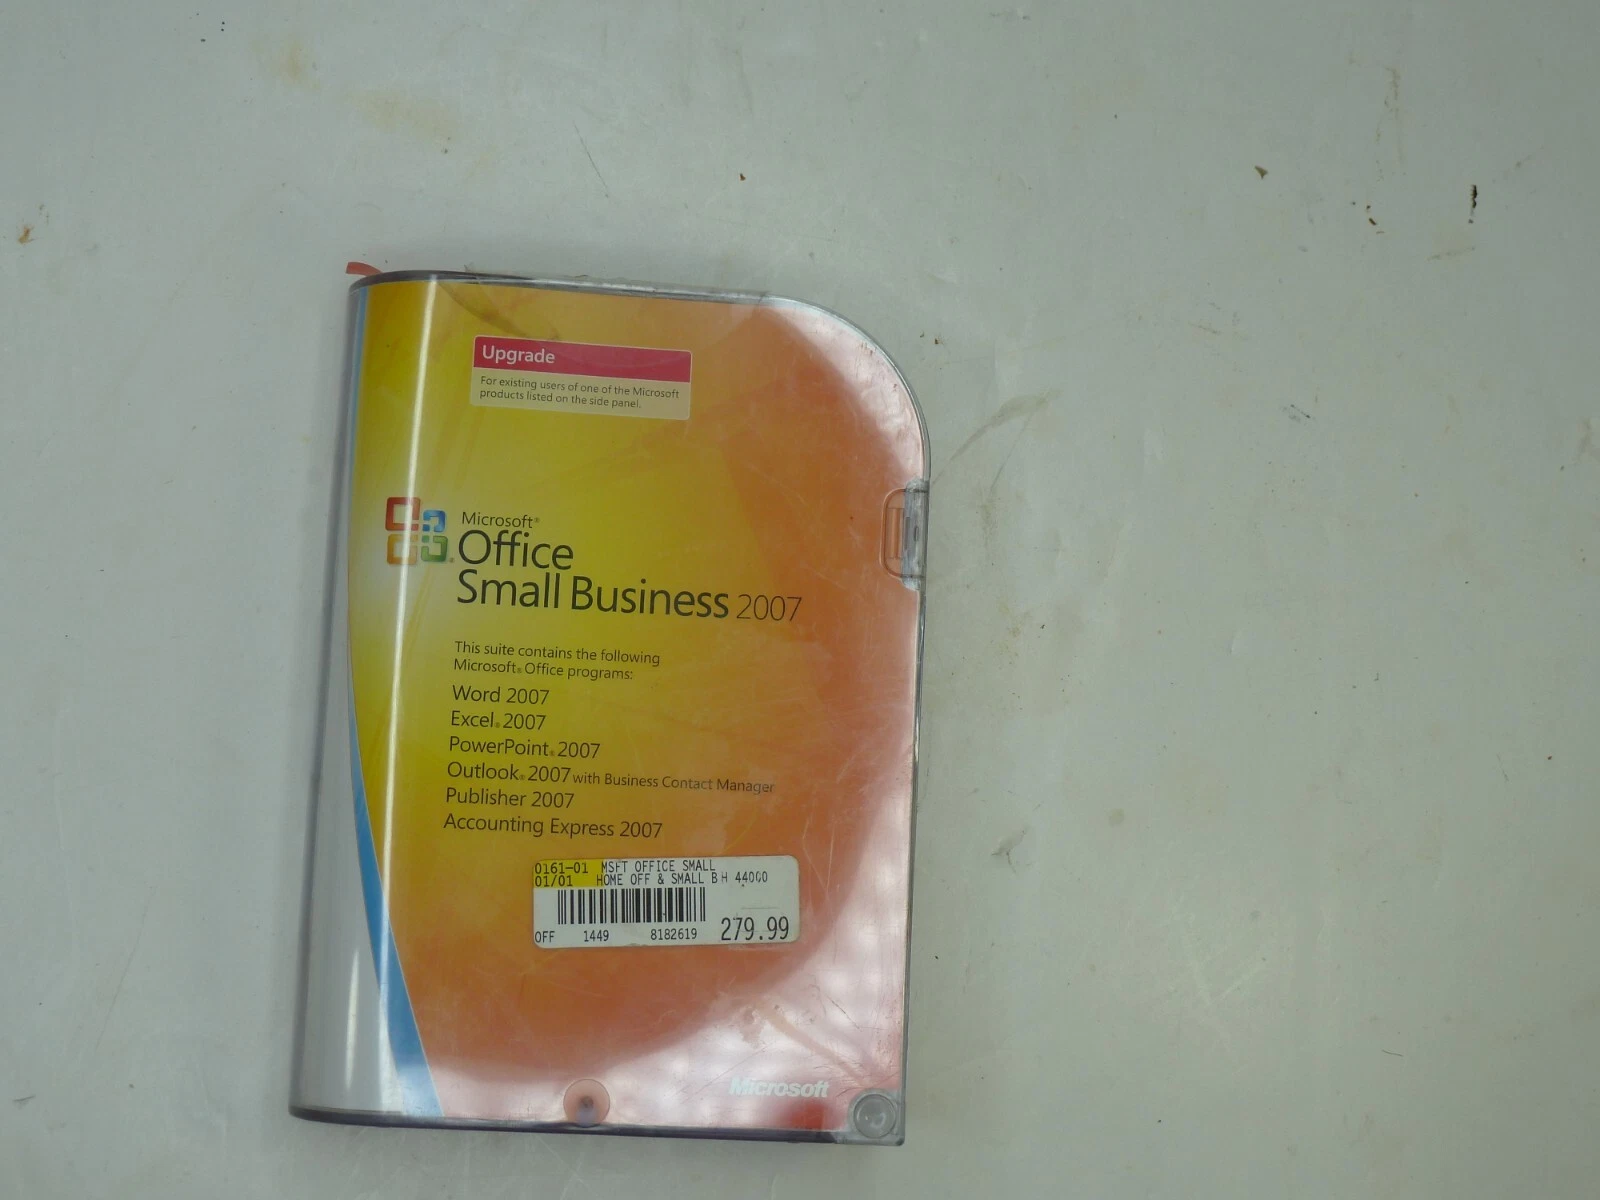 Upgrade
For existing users of one of the Microsoft
products listed on the side panel.
Microsoft®
Office
Small Business 2007
This suite contains the following
Microsoft® Office programs:
Word 2007
Excel® 2007
PowerPoint® 2007
Outlook® 2007 with Business Contact Manager
Publisher 2007
Accounting Express 2007
0161-01 MSFT OFFICE SMALL
01/01 HOME OFF & SMALL B H 44000
OFF 1449 8182619 279.99
Microsoft